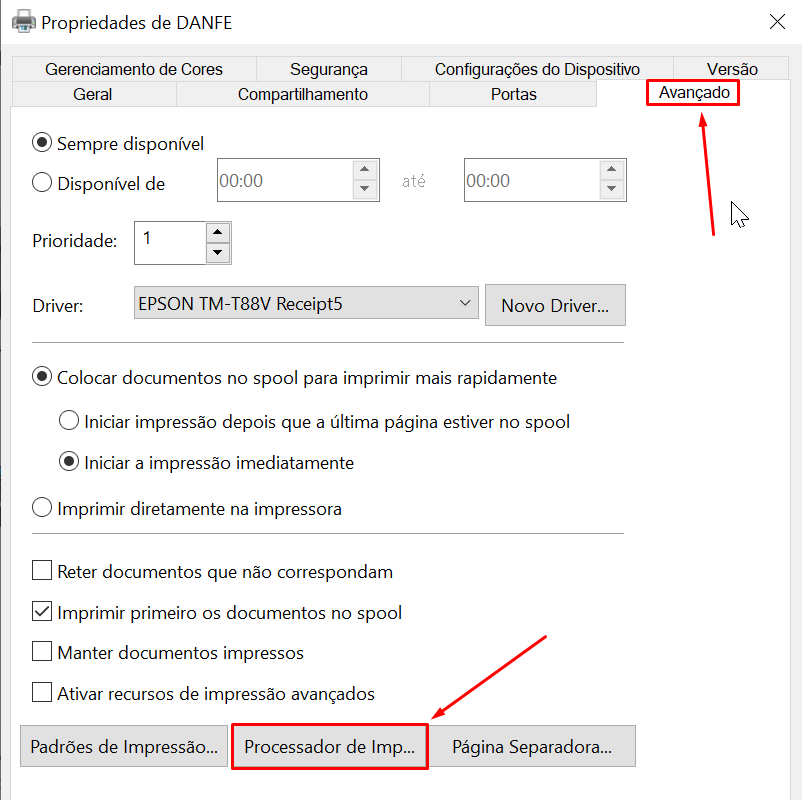 Propriedades de DANFE
Gerenciamento de Cores Segurança Configurações do Dispositivo Versão
Geral Compartilhamento Portas Avançado
Sempre disponível
Disponível de 00:00 até 00:00
Prioridade: 1
Driver: EPSON TM-T88V Receipt5 Novo Driver...
Colocar documentos no spool para imprimir mais rapidamente
Iniciar impressão depois que a última página estiver no spool
Iniciar a impressão imediatamente
Imprimir diretamente na impressora
Reter documentos que não correspondam
Imprimir primeiro os documentos no spool
Manter documentos impressos
Ativar recursos de impressão avançados
Padrões de Impressão... Processador de Imp... Página Separadora...